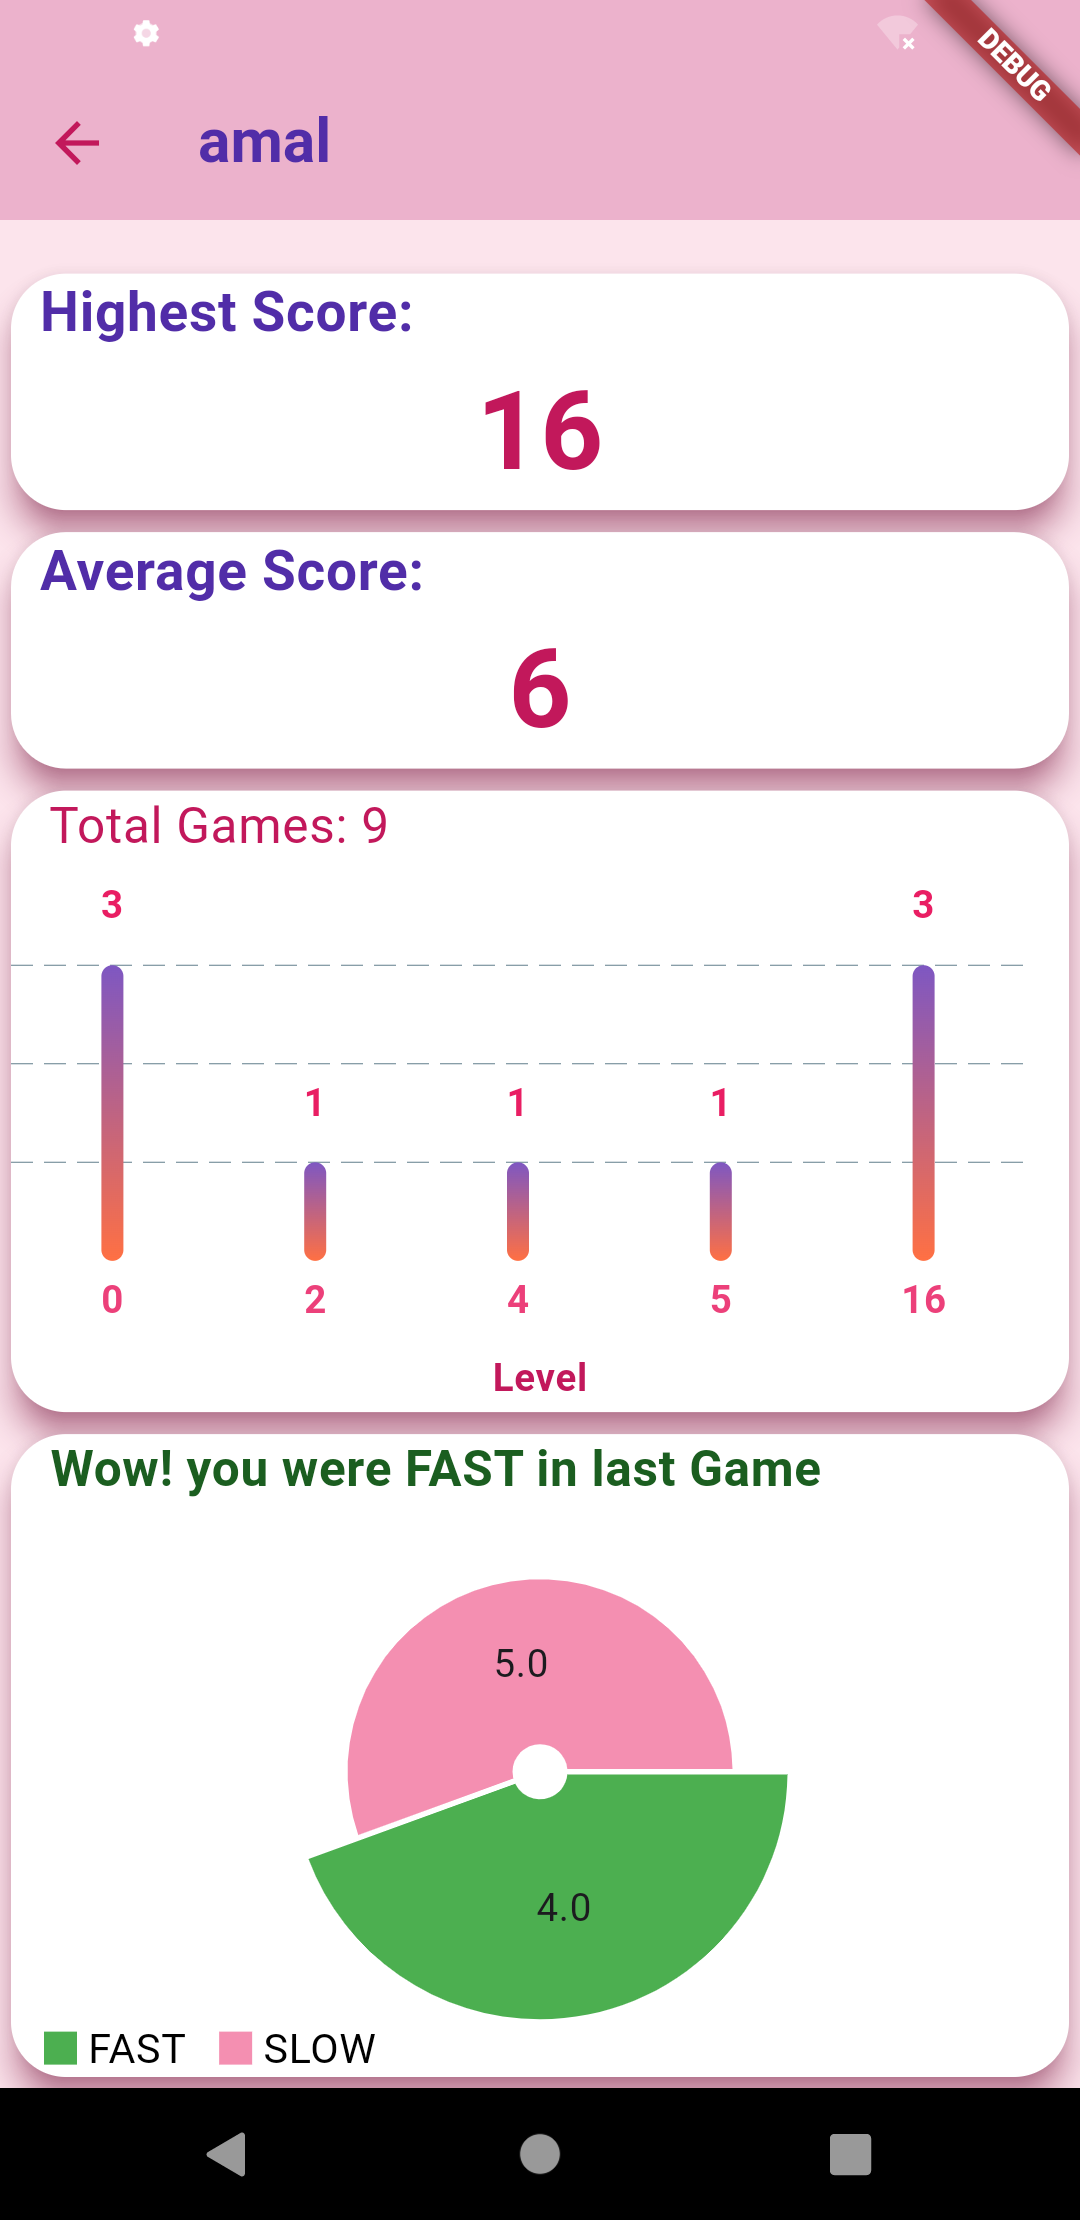 DEBUG
amal
Highest Score:
16
Average Score:
6
Total Games: 9
3 3
1 1 1
0 2 4 5 16
Level
Wow! you were FAST in last Game
5.0
4.0
FAST SLOW